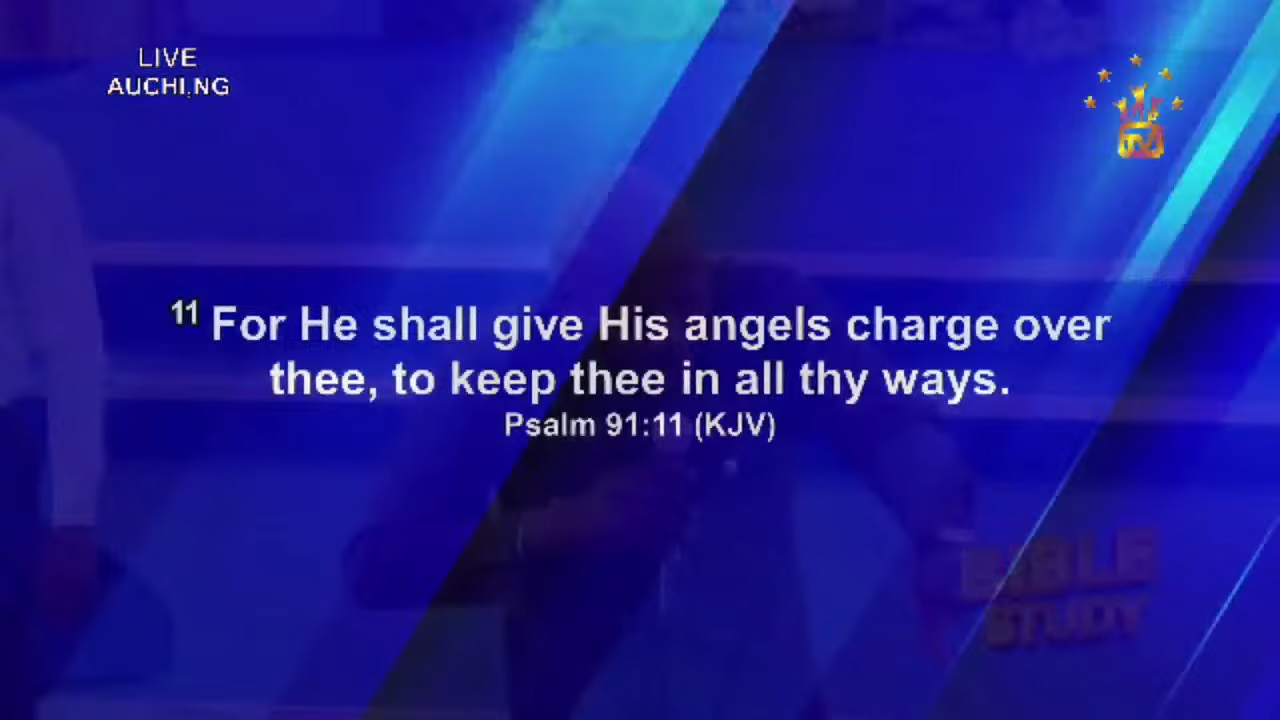 LIVE
AUCHI,NG
TV
11 For He shall give His angels charge over
thee, to keep thee in all thy ways.
Psalm 91:11 (KJV)
BIBLE
STUDY